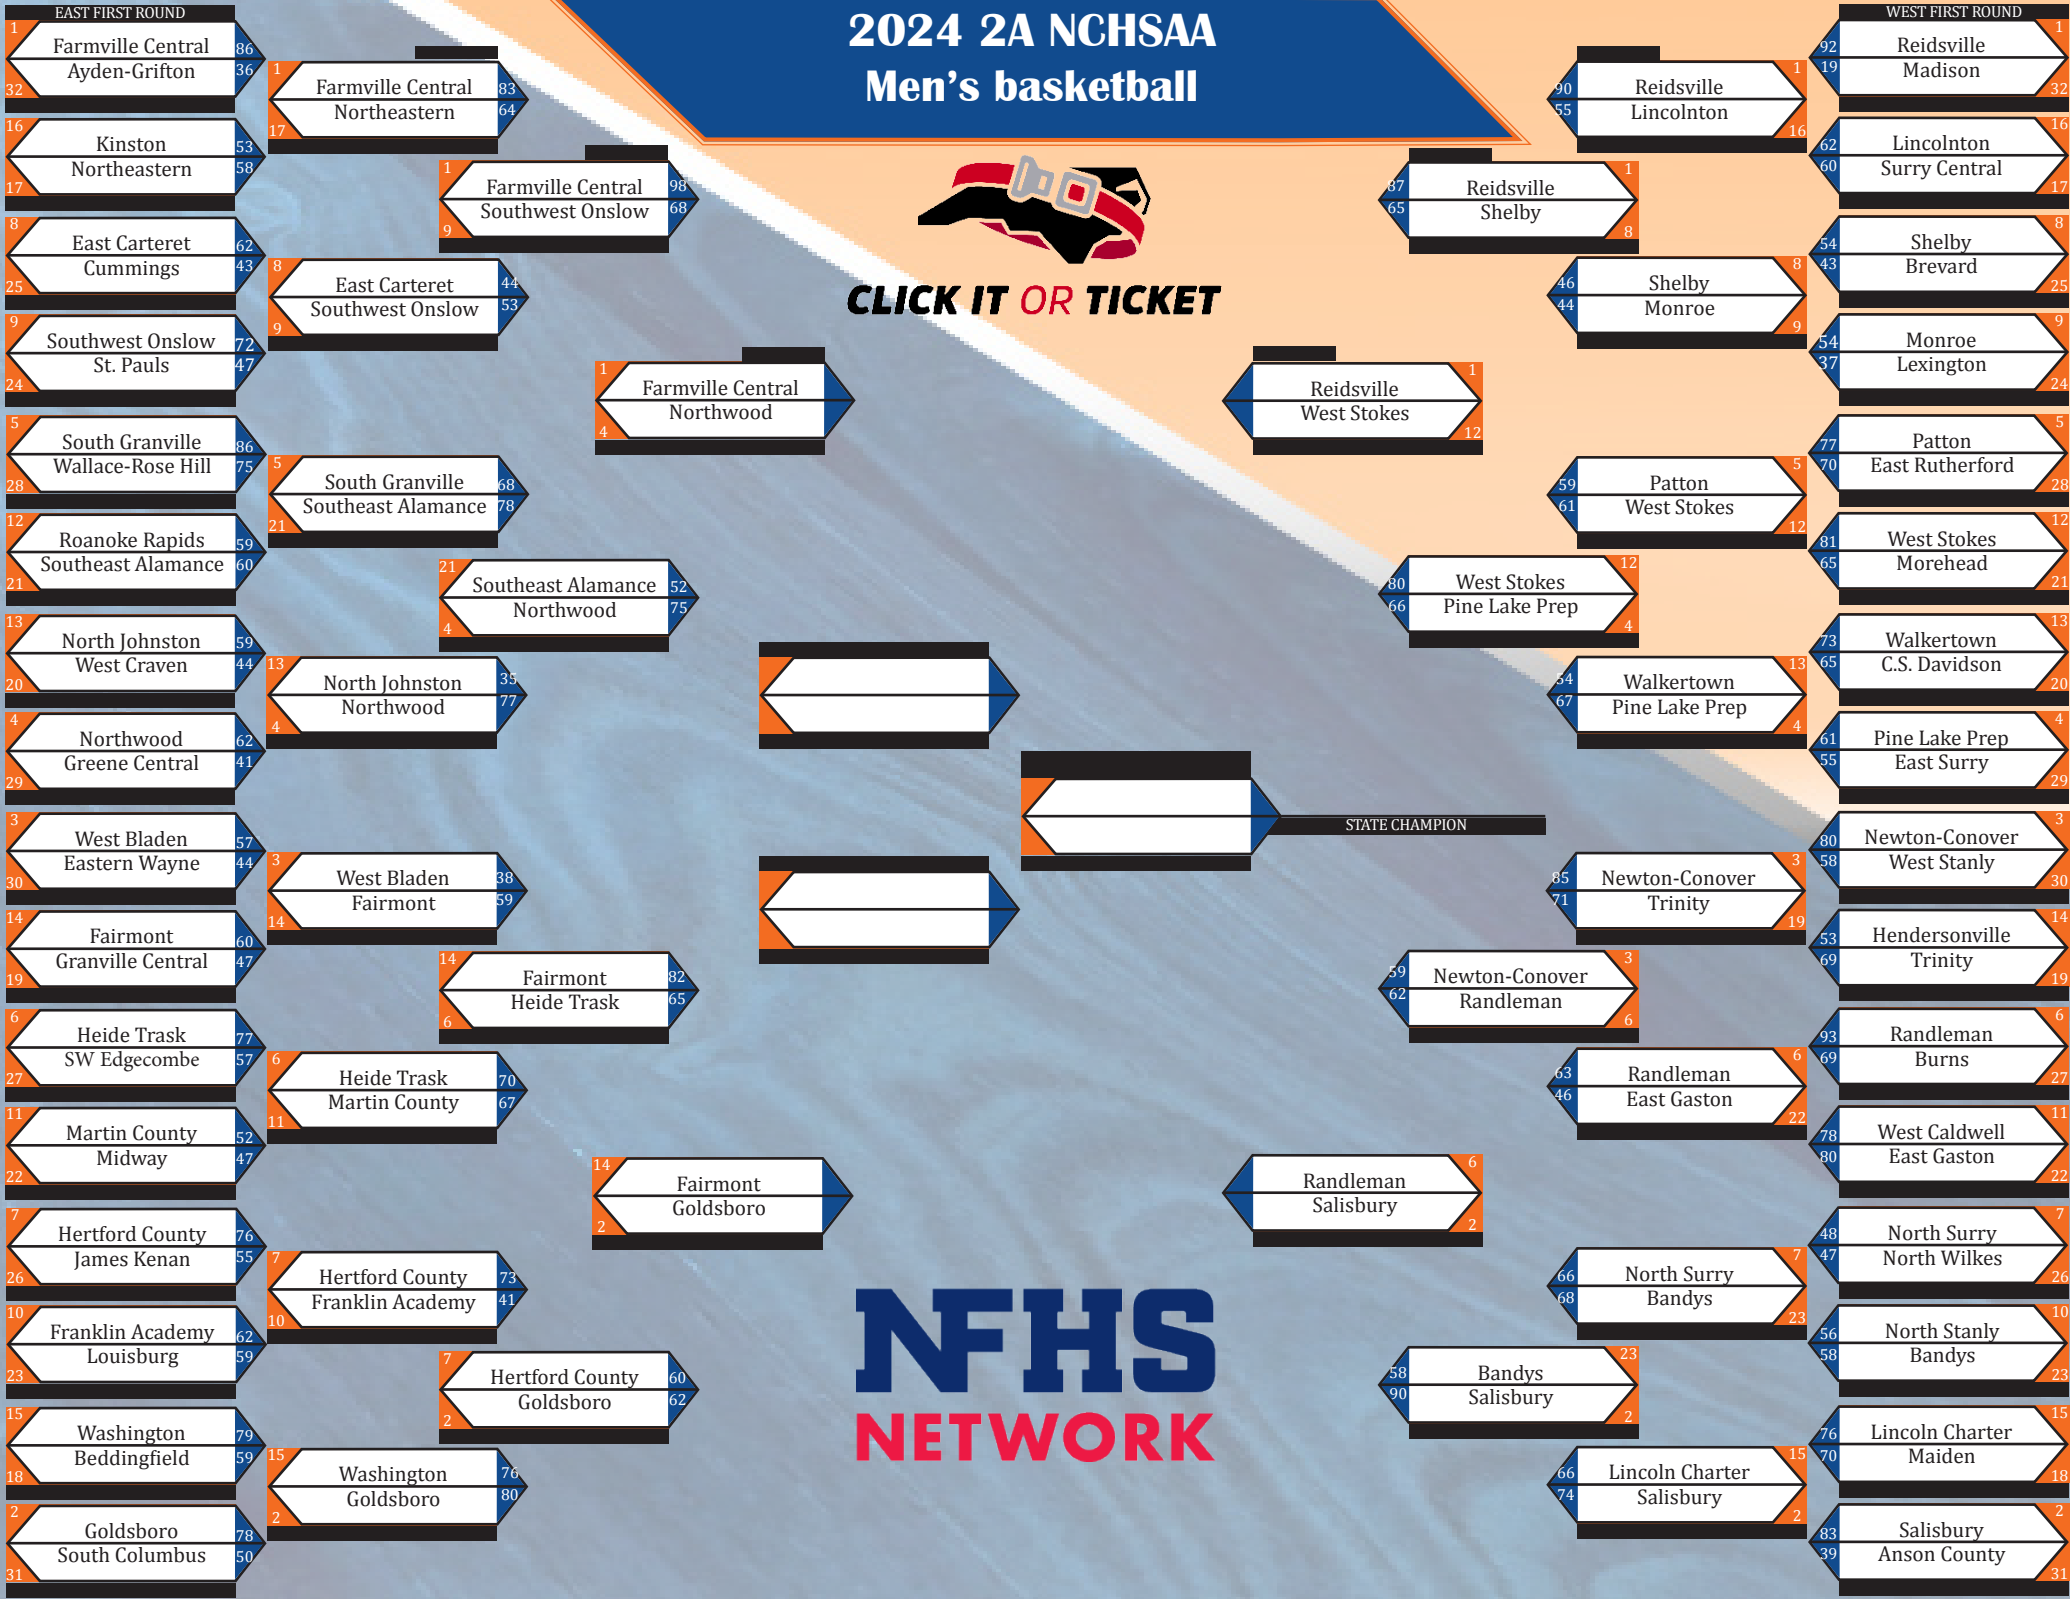 2024 2A NCHSAA
Men's basketball
CLICK IT OR TICKET
EAST FIRST ROUND
1
Farmville Central 86
Ayden-Grifton 36
32
16
Kinston 53
Northeastern 58
17
8
East Carteret 62
Cummings 43
25
9
Southwest Onslow 72
St. Pauls 47
24
5
South Granville 86
Wallace-Rose Hill 75
28
12
Roanoke Rapids 59
Southeast Alamance 60
21
13
North Johnston 59
West Craven 44
20
4
Northwood 62
Greene Central 41
29
3
West Bladen 57
Eastern Wayne 44
30
14
Fairmont 60
Granville Central 47
19
6
Heide Trask 77
SW Edgecombe 57
27
11
Martin County 52
Midway 47
22
7
Hertford County 76
James Kenan 55
26
10
Franklin Academy 62
Louisburg 59
23
15
Washington 79
Beddingfield 59
18
2
Goldsboro 78
South Columbus 50
31
1
Farmville Central 83
Northeastern 64
17
8
East Carteret 44
Southwest Onslow 53
9
5
South Granville 68
Southeast Alamance 78
21
13
North Johnston 35
Northwood 77
4
3
West Bladen 38
Fairmont 59
14
6
Heide Trask 70
Martin County 67
11
7
Hertford County 73
Franklin Academy 41
10
15
Washington 76
Goldsboro 80
2
1
Farmville Central 98
Southwest Onslow 68
9
21
Southeast Alamance 52
Northwood 75
4
14
Fairmont 82
Heide Trask 65
6
7
Hertford County 60
Goldsboro 62
2
1
Farmville Central
Northwood
4
14
Fairmont
Goldsboro
2
STATE CHAMPION
1
Reidsville
West Stokes
12
6
Randleman
Salisbury
2
1
87 Reidsville
65 Shelby
8
12
80 West Stokes
66 Pine Lake Prep
4
3
59 Newton-Conover
62 Randleman
6
23
58 Bandys
90 Salisbury
2
1
90 Reidsville
55 Lincolnton
16
8
46 Shelby
44 Monroe
9
5
59 Patton
61 West Stokes
12
13
54 Walkertown
67 Pine Lake Prep
4
3
85 Newton-Conover
71 Trinity
19
6
63 Randleman
46 East Gaston
22
7
66 North Surry
68 Bandys
23
15
66 Lincoln Charter
74 Salisbury
2
WEST FIRST ROUND
1
92 Reidsville
19 Madison
32
16
62 Lincolnton
60 Surry Central
17
8
54 Shelby
43 Brevard
25
9
54 Monroe
37 Lexington
24
5
77 Patton
70 East Rutherford
28
12
81 West Stokes
65 Morehead
21
13
73 Walkertown
65 C.S. Davidson
20
4
61 Pine Lake Prep
55 East Surry
29
3
80 Newton-Conover
58 West Stanly
30
14
53 Hendersonville
69 Trinity
19
6
93 Randleman
69 Burns
27
11
78 West Caldwell
80 East Gaston
22
7
48 North Surry
47 North Wilkes
26
10
56 North Stanly
58 Bandys
23
15
76 Lincoln Charter
70 Maiden
18
2
83 Salisbury
39 Anson County
31
NFHS
NETWORK